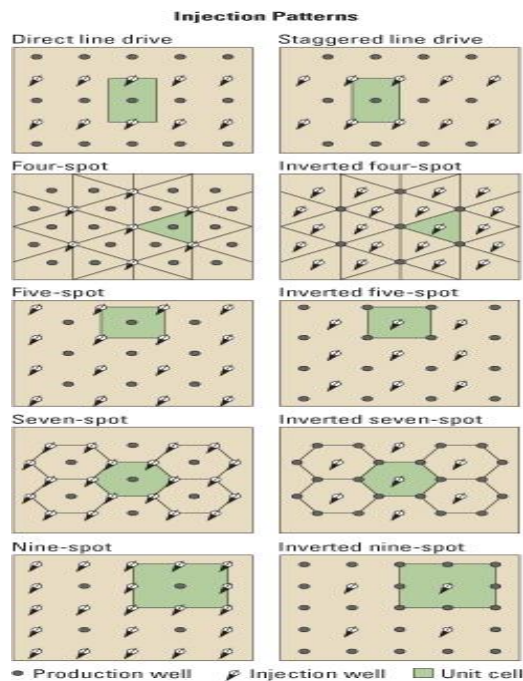 Injection Patterns
Direct line drive Staggered line drive
Four-spot Inverted four-spot
Five-spot Inverted five-spot
Seven-spot Inverted seven-spot
Nine-spot Inverted nine-spot
Production well Injection well Unit cell